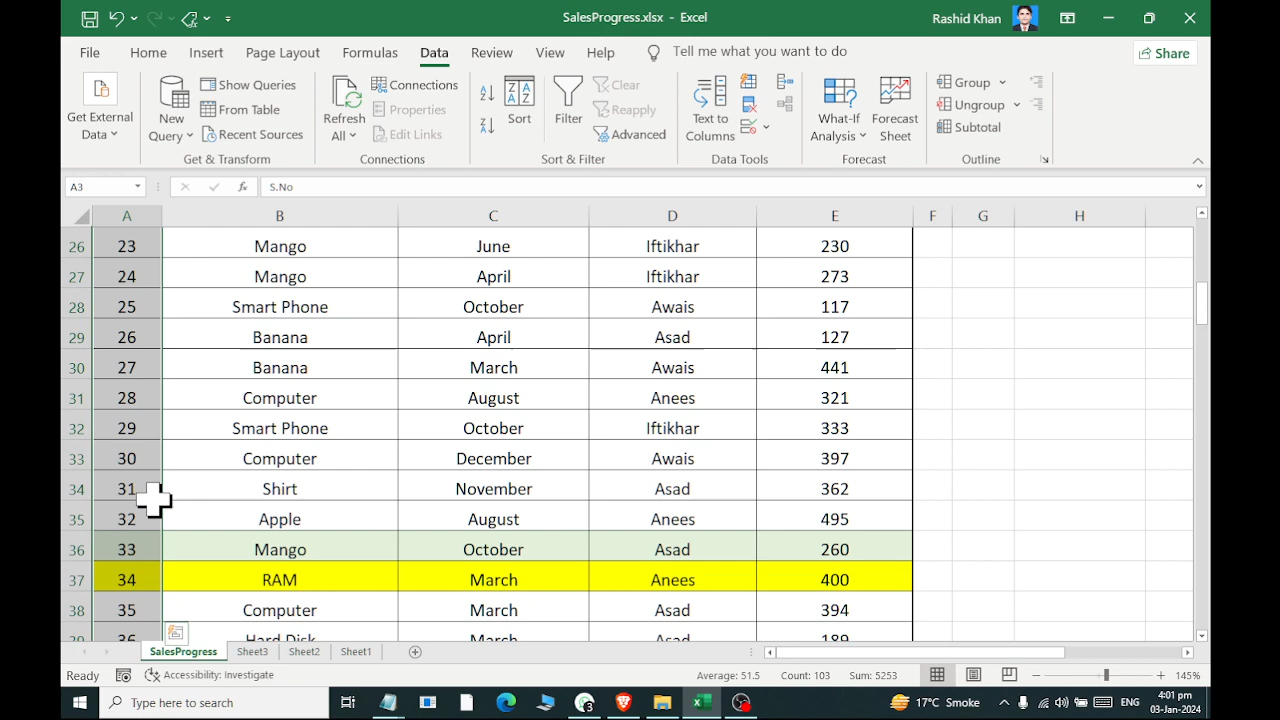 SalesProgress.xlsx - Excel
Rashid Khan
File Home Insert Page Layout Formulas Data Review View Help Tell me what you want to do Share
Get External Data
New Query
Show Queries
From Table
Recent Sources
Get & Transform
Refresh All
Connections
Properties
Edit Links
Connections
Sort
Filter
Clear
Reapply
Advanced
Sort & Filter
Text to Columns
Data Tools
What-If Analysis
Forecast Sheet
Forecast
Group
Ungroup
Subtotal
Outline
A3 fx S.No
A B C D E F G H
26 23 Mango June Iftikhar 230
27 24 Mango April Iftikhar 273
28 25 Smart Phone October Awais 117
29 26 Banana April Asad 127
30 27 Banana March Awais 441
31 28 Computer August Anees 321
32 29 Smart Phone October Iftikhar 333
33 30 Computer December Awais 397
34 31 Shirt November Asad 362
35 32 Apple August Anees 495
36 33 Mango October Asad 260
37 34 RAM March Anees 400
38 35 Computer March Asad 394
39 36 Hard Disk March Asad 189
SalesProgress Sheet3 Sheet2 Sheet1
Ready Accessibility: Investigate Average: 51.5 Count: 103 Sum: 5253 145%
Type here to search
3
17°C Smoke
ENG
4:01 pm
03-Jan-2024